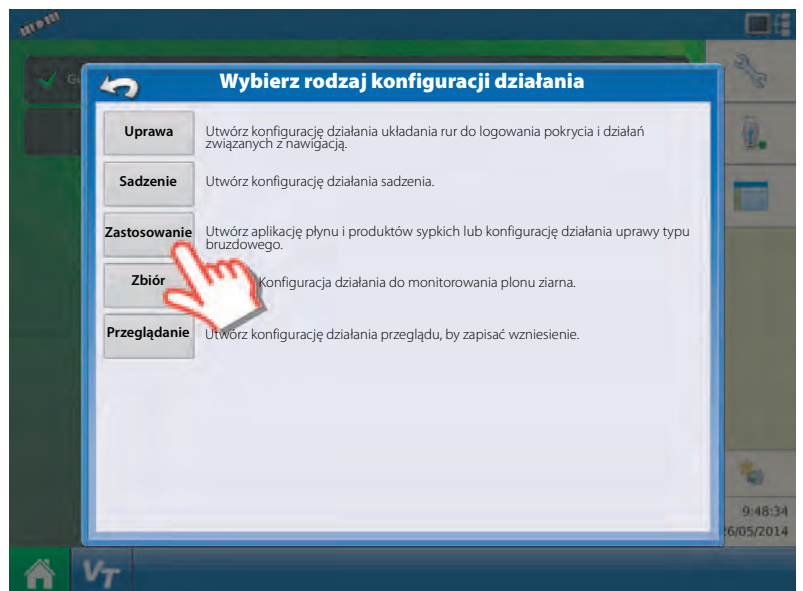 Wybierz rodzaj konfiguracji działania
Uprawa
Utwórz konfigurację działania układania rur do logowania pokrycia i działań
związanych z nawigacją.
Sadzenie
Utwórz konfigurację działania sadzenia.
Zastosowanie
Utwórz aplikację płynu i produktów sypkich lub konfigurację działania uprawy typu
bruzdowego.
Zbiór
Konfiguracja działania do monitorowania plonu ziarna.
Przeglądanie
Utwórz konfigurację działania przeglądu, by zapisać wzniesienie.
9:48:34
6/05/2014
VT